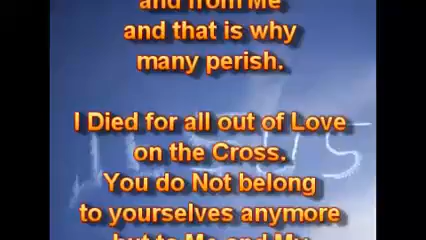 and from Me
and that is why
many perish.
I Died for all out of Love
on the Cross.
You do Not belong
to yourselves anymore
but to Me and My
JESUS